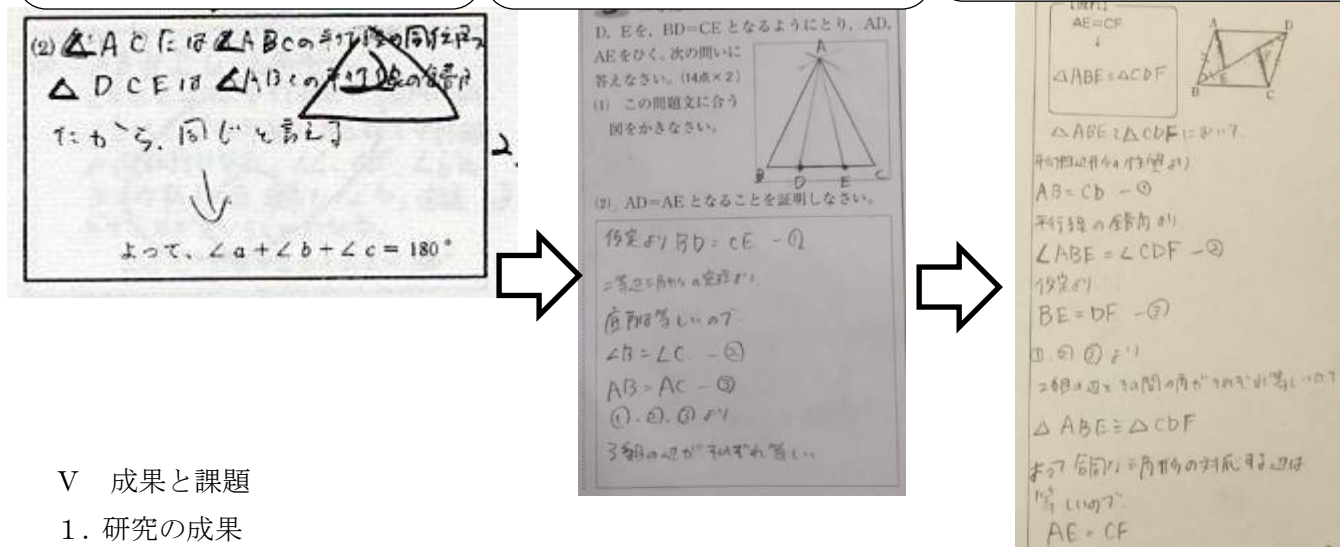 (2) ∠ACFは∠ABCの平行線の同位角
△DCEは∠ABCの平行線の
だから、同じと言える
よって、∠a＋∠b＋∠c＝180°
2.
D, Eを, BD=CE となるようにとり, AD,
AEをひく。次の問いに
答えなさい。(14点×2)
(1) この問題文に合う
図をかきなさい。
A
B D E C
(2) AD=AE となることを証明しなさい。
仮定より BD=CE －①
二等辺三角形の定理より
底角は等しいので
∠B=∠C. －②
AB=AC －③
①.②.③より
3組の辺がそれぞれ等しい
AE=CF
↓
△ABE≡△CDF
A D
E F
B C
△ABEと△CDFにおいて
平行四辺形の性質より
AB=CD －①
平行線の錯角より
∠ABE=∠CDF －②
仮定より
BE=DF －③
①.②.③より
2組の辺とその間の角がそれぞれ等しいので
△ABE≡△CDF
よって合同な三角形の対応する辺は
等しいので
AE=CF
Ⅴ 成果と課題
１. 研究の成果